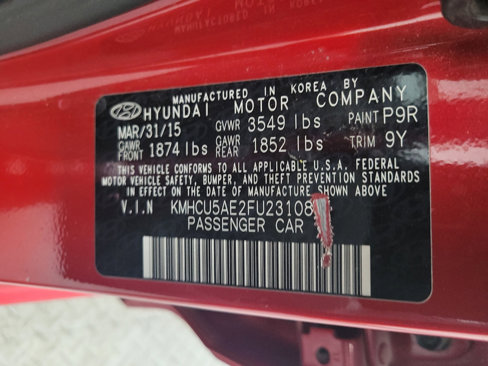 MANUFACTURED IN KOREA BY
HYUNDAI MOTOR COMPANY
MAR/31/15 GVWR 3549 lbs PAINT P9R
GAWR FRONT 1874 lbs GAWR REAR 1852 lbs TRIM 9Y
THIS VEHICLE CONFORMS TO ALL APPLICABLE U.S.A. FEDERAL
MOTOR VEHICLE SAFETY, BUMPER, AND THEFT PREVENTION
STANDARDS IN EFFECT ON THE DATE OF MANUFACTURE SHOWN ABOVE.
V.I.N KMHCU5AE2FU23108
PASSENGER CAR